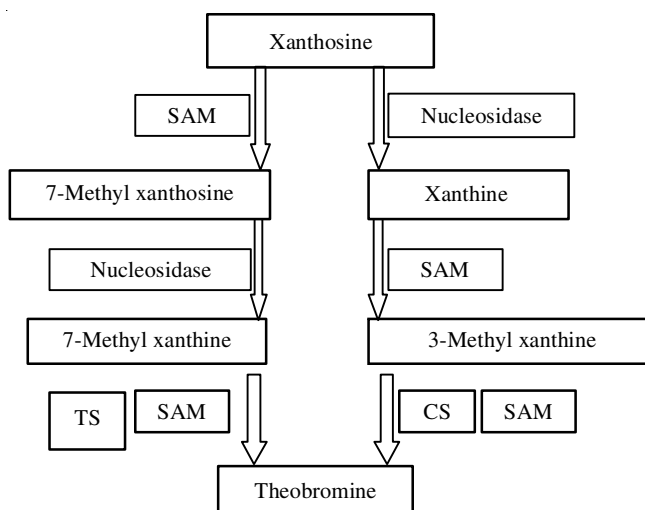 Xanthosine
SAM
Nucleosidase
7-Methyl xanthosine
Xanthine
Nucleosidase
SAM
7-Methyl xanthine
3-Methyl xanthine
TS
SAM
CS
SAM
Theobromine